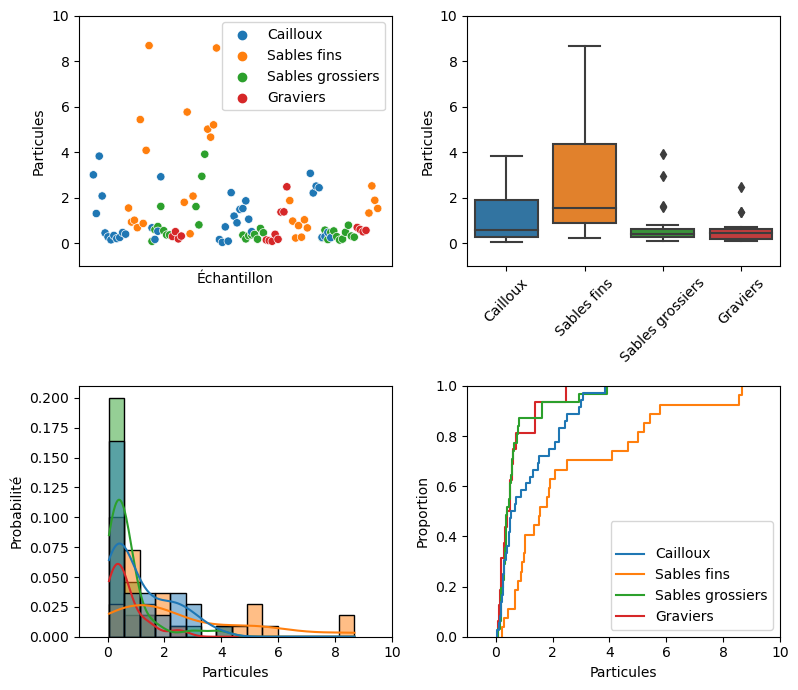 10
8
6
4
2
0
Particules
Échantillon
Cailloux
Sables fins
Sables grossiers
Graviers
10
8
6
4
2
0
Particules
Cailloux
Sables fins
Sables grossiers
Graviers
0.200
0.175
0.150
0.125
0.100
0.075
0.050
0.025
0.000
Probabilité
0 2 4 6 8 10
Particules
1.0
0.8
0.6
0.4
0.2
0.0
Proportion
Cailloux
Sables fins
Sables grossiers
Graviers
0 2 4 6 8 10
Particules